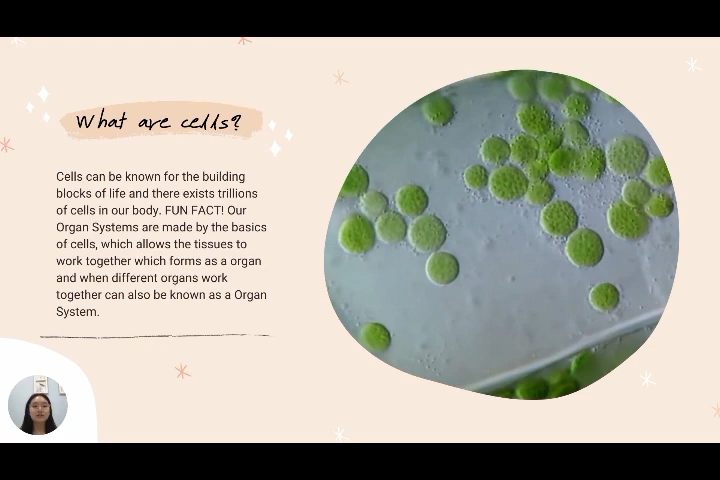 What are cells?
Cells can be known for the building
blocks of life and there exists trillions
of cells in our body. FUN FACT! Our
Organ Systems are made by the basics
of cells, which allows the tissues to
work together which forms as a organ
and when different organs work
together can also be known as a Organ
System.